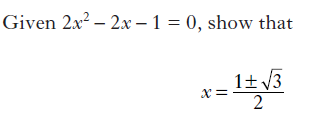 Given 2x² – 2x – 1 = 0, show that
x = (1 ± √3) / 2